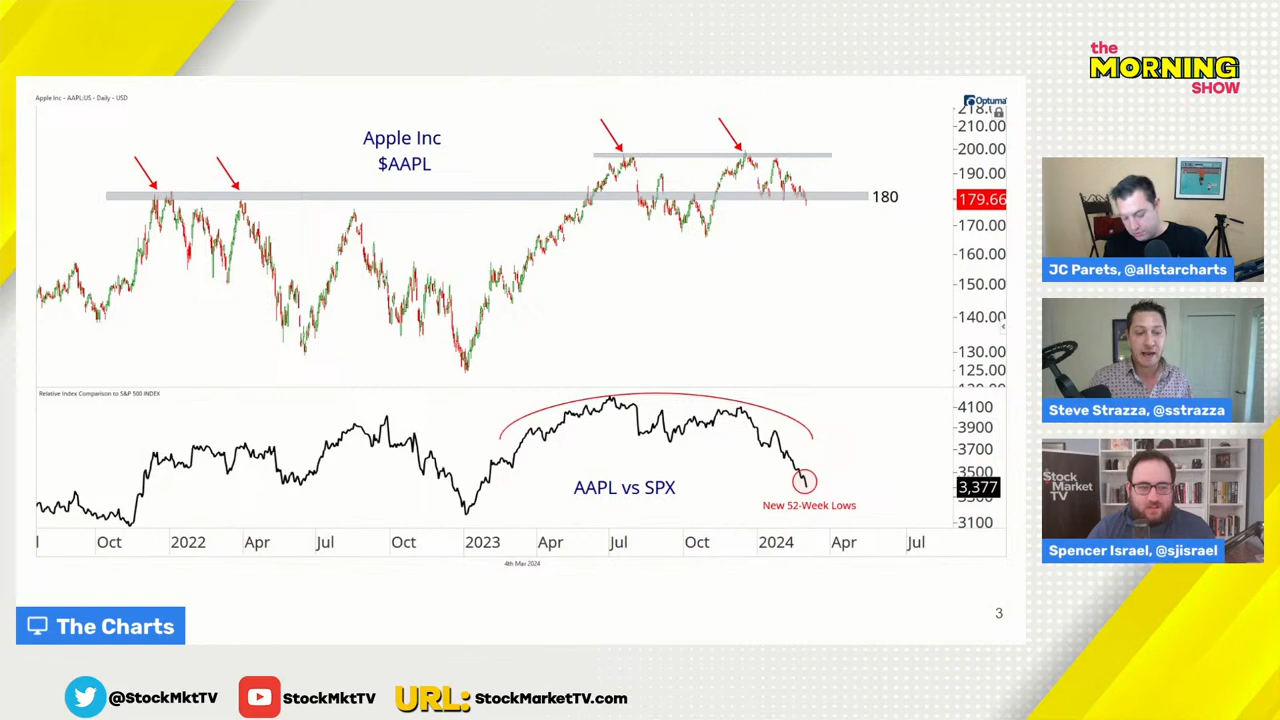 the
MORNING
SHOW
Apple Inc - AAPL:US - Daily - USD
Optuma
Apple Inc
$AAPL
210.00
200.00
190.00
180
179.66
170.00
160.00
150.00
140.00
130.00
125.00
Relative Index Comparison to S&P 500 INDEX
4100
3900
3700
3500
3,377
3100
AAPL vs SPX
New 52-Week Lows
Oct
2022
Apr
Jul
Oct
2023
Apr
Jul
Oct
2024
Apr
Jul
4th Mar 2024
3
JC Parets, @allstarcharts
Steve Strazza, @sstrazza
Stock
Market
TV
Spencer Israel, @sjisrael
The Charts
@StockMktTV
StockMktTV
URL: StockMarketTV.com